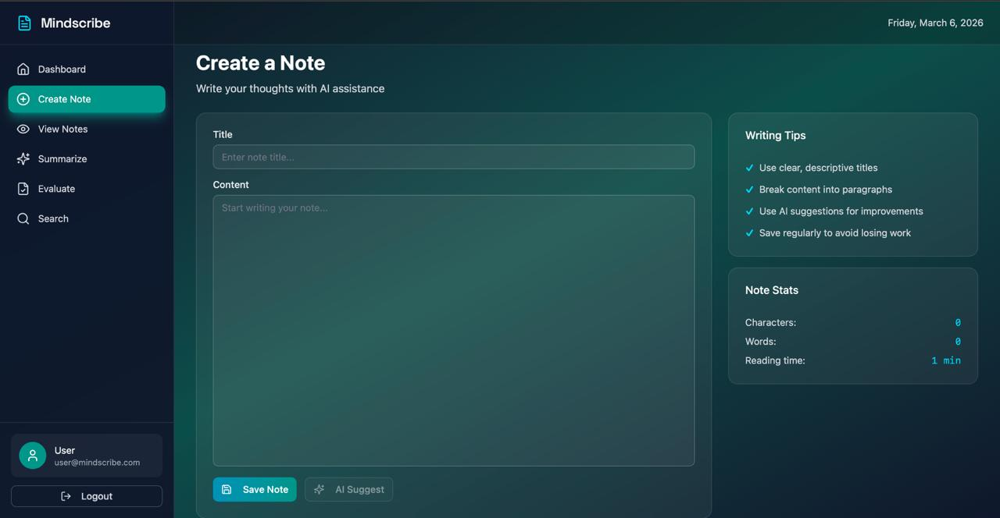 Mindscribe
Friday, March 6, 2026
Dashboard
Create Note
View Notes
Summarize
Evaluate
Search
User
user@mindscribe.com
Logout
Create a Note
Write your thoughts with AI assistance
Title
Enter note title...
Content
Start writing your note...
Save Note
AI Suggest
Writing Tips
Use clear, descriptive titles
Break content into paragraphs
Use AI suggestions for improvements
Save regularly to avoid losing work
Note Stats
Characters: 0
Words: 0
Reading time: 1 min